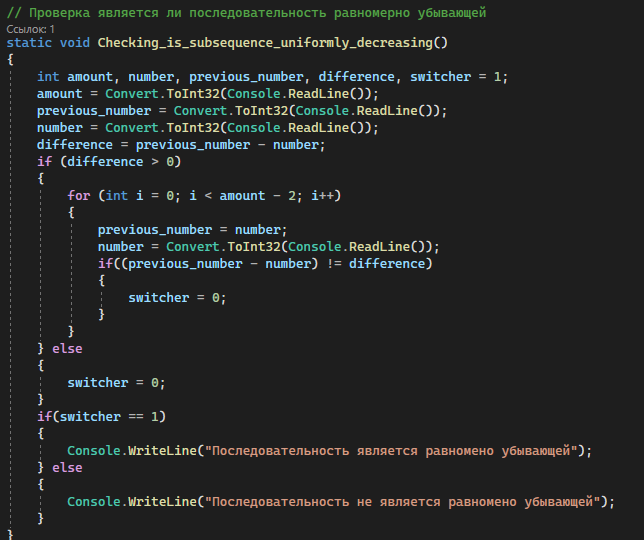 // Проверка является ли последовательность равномерно убывающей
Ссылок: 1
static void Checking_is_subsequence_uniformly_decreasing()
{
int amount, number, previous_number, difference, switcher = 1;
amount = Convert.ToInt32(Console.ReadLine());
previous_number = Convert.ToInt32(Console.ReadLine());
number = Convert.ToInt32(Console.ReadLine());
difference = previous_number - number;
if (difference > 0)
{
for (int i = 0; i < amount - 2; i++)
{
previous_number = number;
number = Convert.ToInt32(Console.ReadLine());
if((previous_number - number) != difference)
{
switcher = 0;
}
}
} else
{
switcher = 0;
}
if(switcher == 1)
{
Console.WriteLine("Последовательность является равномено убывающей");
} else
{
Console.WriteLine("Последовательность не является равномено убывающей");
}
}